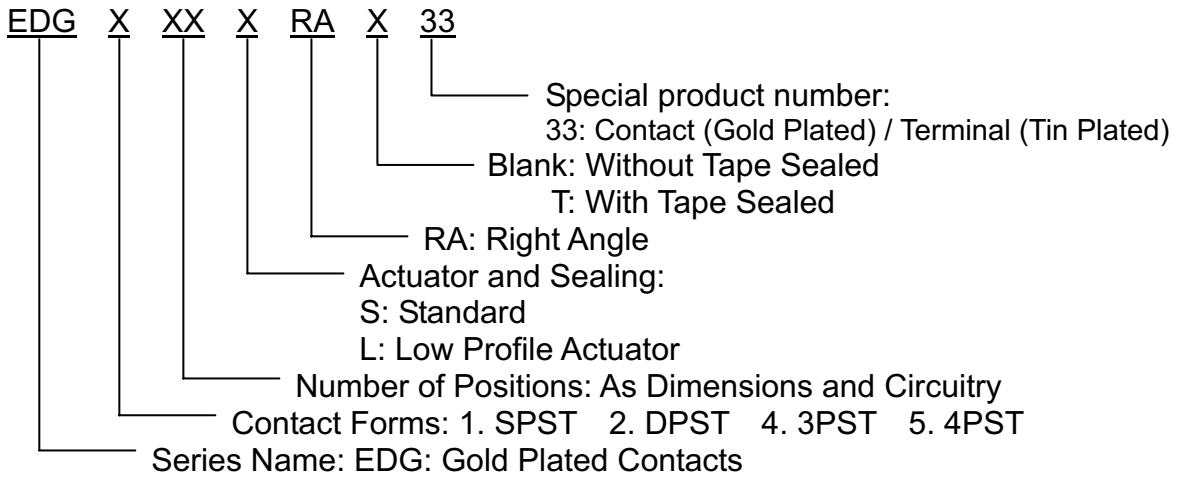 EDG X XX X RA X 33
Special product number:
33: Contact (Gold Plated) / Terminal (Tin Plated)
Blank: Without Tape Sealed
T: With Tape Sealed
RA: Right Angle
Actuator and Sealing:
S: Standard
L: Low Profile Actuator
Number of Positions: As Dimensions and Circuitry
Contact Forms: 1. SPST 2. DPST 4. 3PST 5. 4PST
Series Name: EDG: Gold Plated Contacts